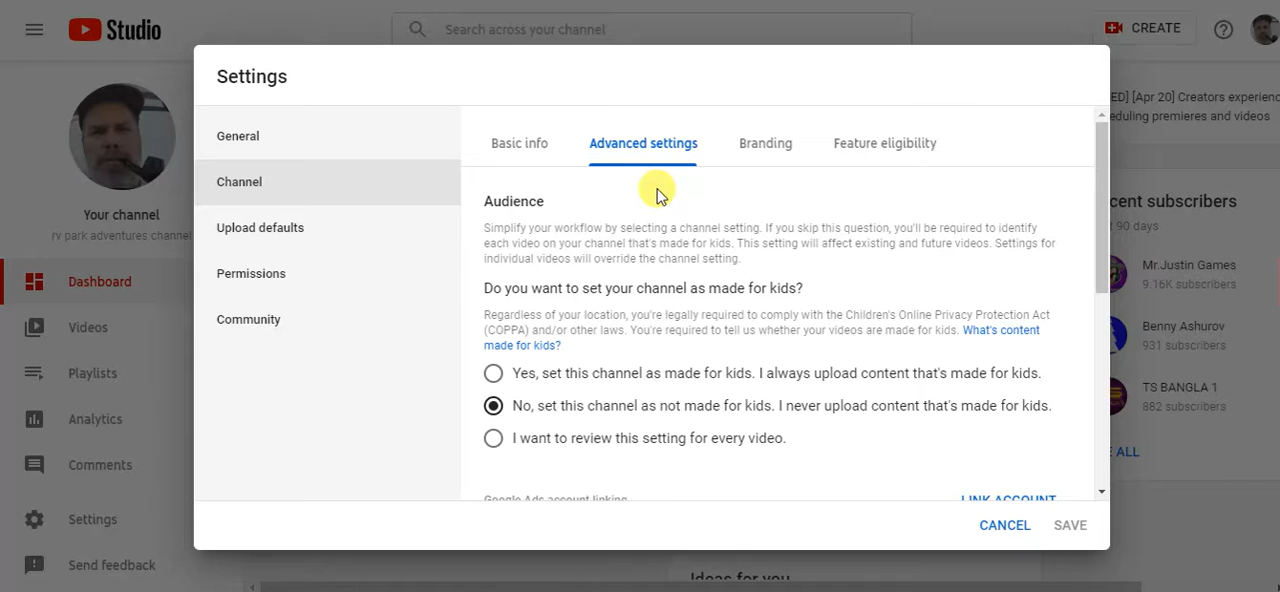 Studio
Search across your channel
CREATE
Settings
ED] [Apr 20] Creators experienc
eduling premieres and videos
General
Channel
Upload defaults
Permissions
Community
Basic info
Advanced settings
Branding
Feature eligibility
Audience
Simplify your workflow by selecting a channel setting. If you skip this question, you'll be required to identify
each video on your channel that's made for kids. This setting will affect existing and future videos. Settings for
individual videos will override the channel setting.
Do you want to set your channel as made for kids?
Regardless of your location, you're legally required to comply with the Children's Online Privacy Protection Act
(COPPA) and/or other laws. You're required to tell us whether your videos are made for kids. What's content
made for kids?
Yes, set this channel as made for kids. I always upload content that's made for kids.
No, set this channel as not made for kids. I never upload content that's made for kids.
I want to review this setting for every video.
Google Ads account linking
LINK ACCOUNT
CANCEL
SAVE
Your channel
rv park adventures channel
Dashboard
Videos
Playlists
Analytics
Comments
Settings
Send feedback
cent subscribers
t 90 days
Mr.Justin Games
9.16K subscribers
Benny Ashurov
931 subscribers
TS BANGLA 1
882 subscribers
E ALL
Ideas for you